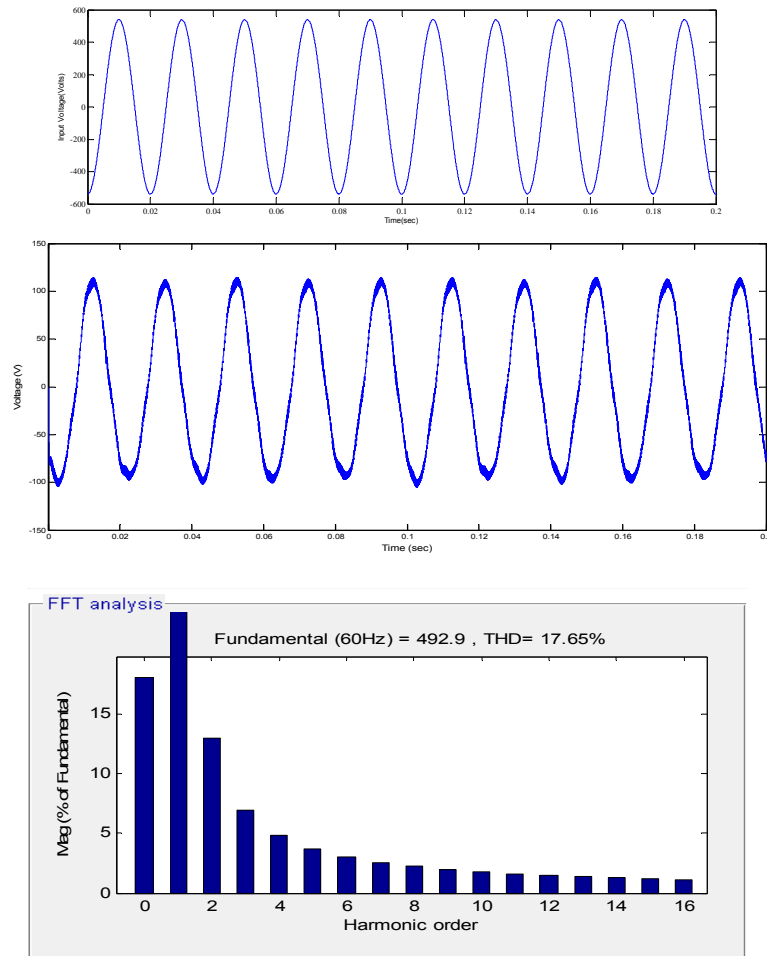 600
400
200
0
-200
-400
-600
Input Voltage(Volts)
0 0.02 0.04 0.06 0.08 0.1 0.12 0.14 0.16 0.18 0.2
Time(sec)
150
100
50
0
-50
-100
-150
Voltage (V)
0 0.02 0.04 0.06 0.08 0.1 0.12 0.14 0.16 0.18
Time (sec)
FFT analysis
Fundamental (60Hz) = 492.9 , THD= 17.65%
15
10
5
0
Mag (% of Fundamental)
0 2 4 6 8 10 12 14 16
Harmonic order